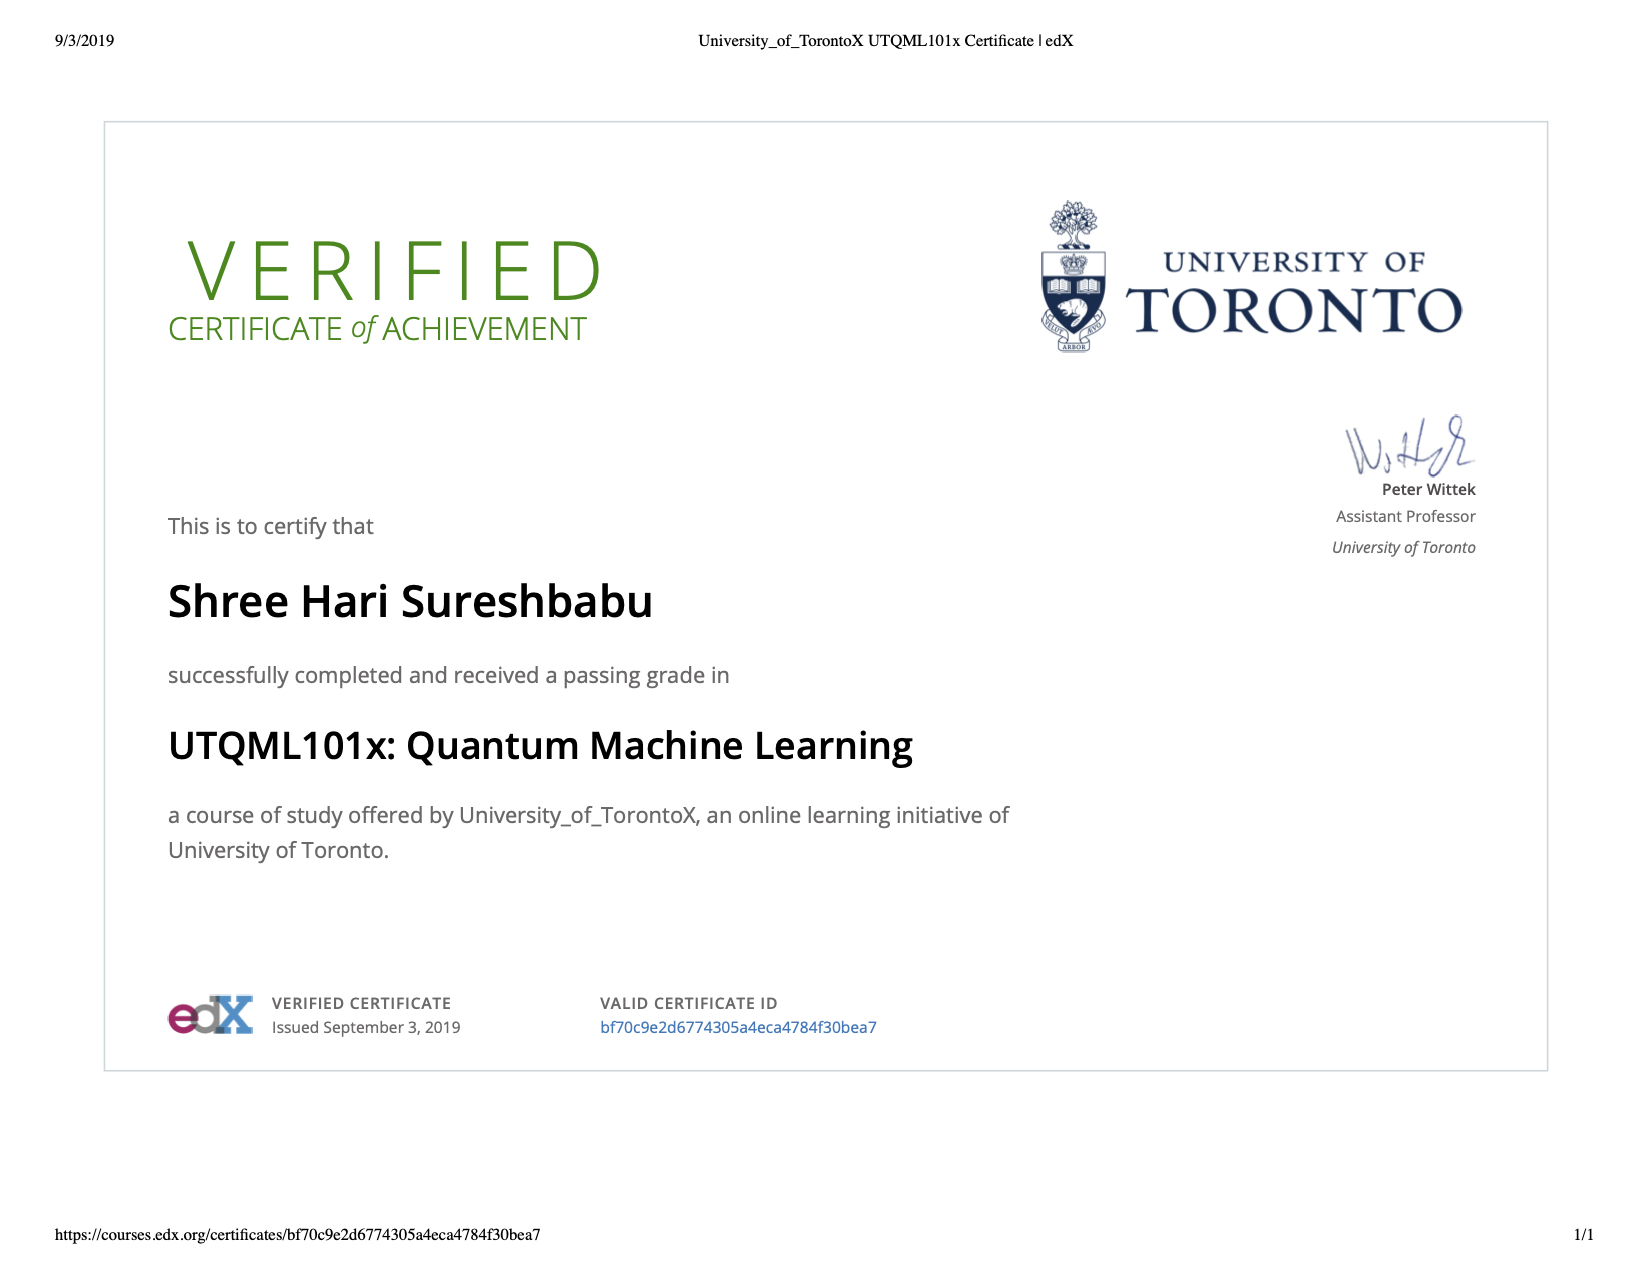 9/3/2019
University_of_TorontoX UTQML101x Certificate | edX
VERIFIED
CERTIFICATE of ACHIEVEMENT
UNIVERSITY OF
TORONTO
VELUT ÆVO
ARBOR
Peter Wittek
Assistant Professor
University of Toronto
This is to certify that
Shree Hari Sureshbabu
successfully completed and received a passing grade in
UTQML101x: Quantum Machine Learning
a course of study offered by University_of_TorontoX, an online learning initiative of
University of Toronto.
edX
VERIFIED CERTIFICATE
Issued September 3, 2019
VALID CERTIFICATE ID
bf70c9e2d6774305a4eca4784f30bea7
https://courses.edx.org/certificates/bf70c9e2d6774305a4eca4784f30bea7
1/1